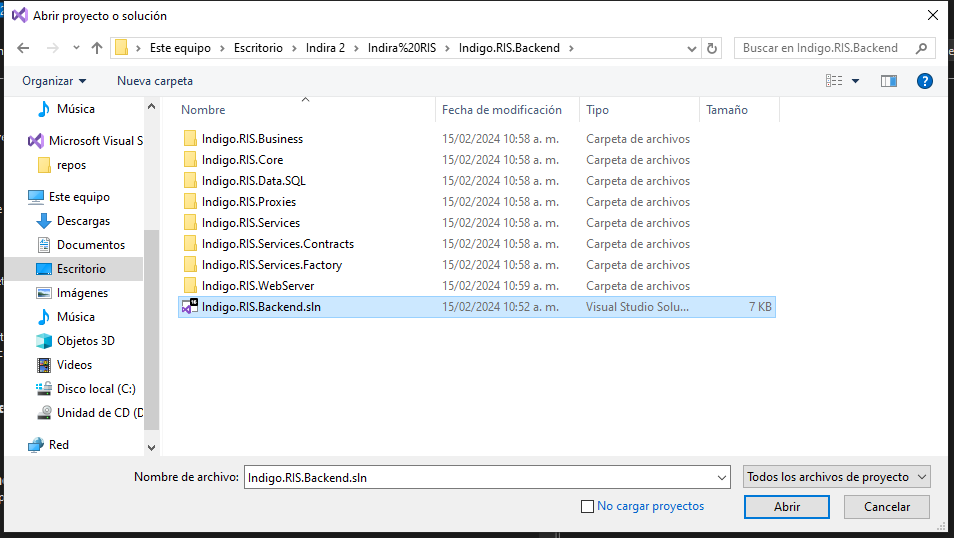 Abrir proyecto o solución
Este equipo > Escritorio > Indira 2 > Indira%20RIS > Indigo.RIS.Backend >
Buscar en Indigo.RIS.Backend
Organizar
Nueva carpeta
Música
Microsoft Visual S
repos
Este equipo
Descargas
Documentos
Escritorio
Imágenes
Música
Objetos 3D
Videos
Disco local (C:)
Unidad de CD (D
Red
Nombre Fecha de modificación Tipo Tamaño
Indigo.RIS.Business 15/02/2024 10:58 a. m. Carpeta de archivos
Indigo.RIS.Core 15/02/2024 10:58 a. m. Carpeta de archivos
Indigo.RIS.Data.SQL 15/02/2024 10:58 a. m. Carpeta de archivos
Indigo.RIS.Proxies 15/02/2024 10:58 a. m. Carpeta de archivos
Indigo.RIS.Services 15/02/2024 10:58 a. m. Carpeta de archivos
Indigo.RIS.Services.Contracts 15/02/2024 10:58 a. m. Carpeta de archivos
Indigo.RIS.Services.Factory 15/02/2024 10:58 a. m. Carpeta de archivos
Indigo.RIS.WebServer 15/02/2024 10:59 a. m. Carpeta de archivos
Indigo.RIS.Backend.sln 15/02/2024 10:52 a. m. Visual Studio Solu... 7 KB
Nombre de archivo: Indigo.RIS.Backend.sln
Todos los archivos de proyecto
No cargar proyectos
Abrir
Cancelar